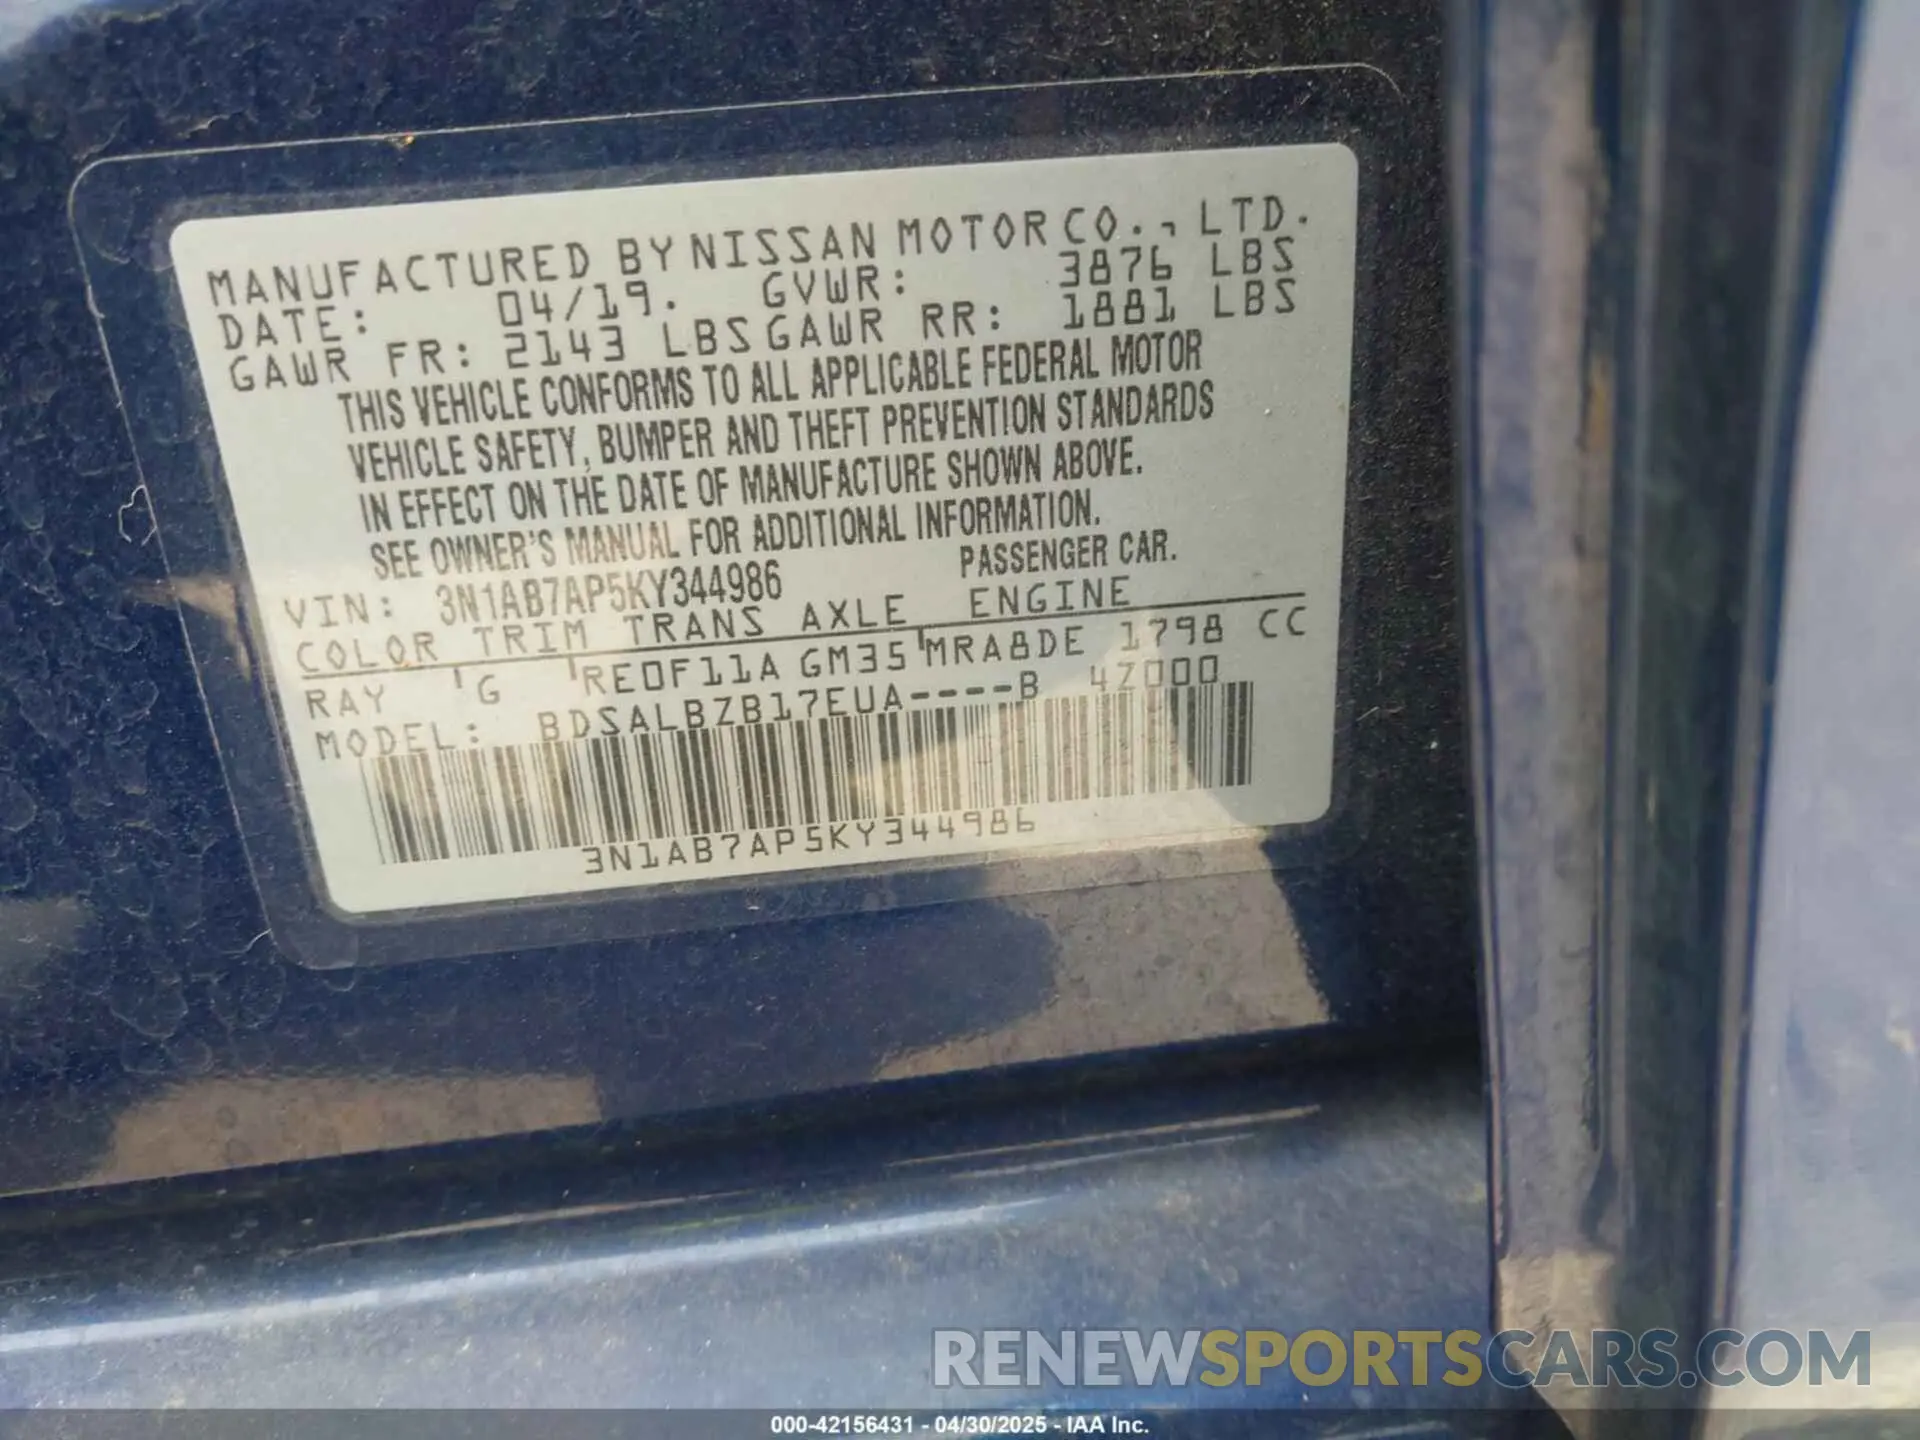 MANUFACTURED BY NISSAN MOTOR CO., LTD.
DATE: 04/19. GVWR: 3876 LBS
GAWR FR: 2143 LBS GAWR RR: 1881 LBS
THIS VEHICLE CONFORMS TO ALL APPLICABLE FEDERAL MOTOR
VEHICLE SAFETY, BUMPER AND THEFT PREVENTION STANDARDS
IN EFFECT ON THE DATE OF MANUFACTURE SHOWN ABOVE.
SEE OWNER'S MANUAL FOR ADDITIONAL INFORMATION.
VIN: 3N1AB7AP5KY344986 PASSENGER CAR.
COLOR TRIM TRANS AXLE ENGINE
RAY G RE0F11A GM35 MRA8DE 1798 CC
MODEL: BDSALBZB17EUA----B 4Z000
3N1AB7AP5KY344986
RENEWSPORTSCARS.COM
000-42156431 - 04/30/2025 - IAA Inc.